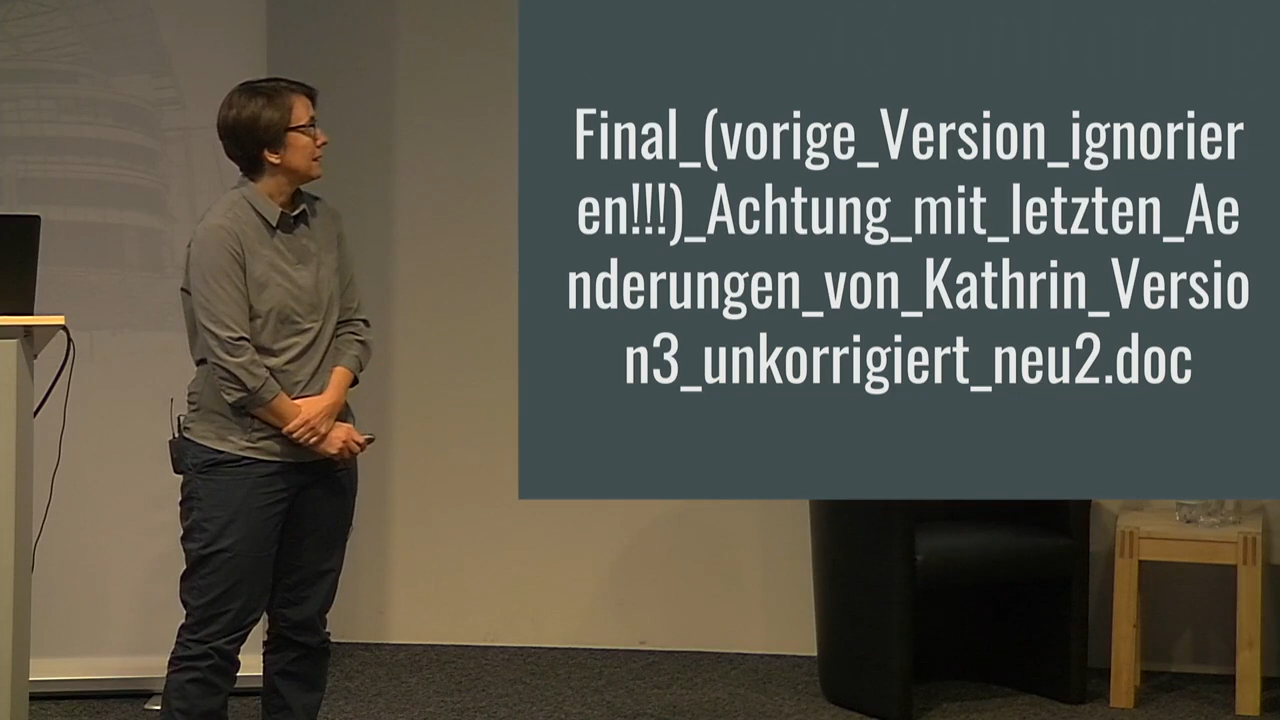 Final_(vorige_Version_ignorier
en!!!)_Achtung_mit_letzten_Ae
nderungen_von_Kathrin_Versio
n3_unkorrigiert_neu2.doc